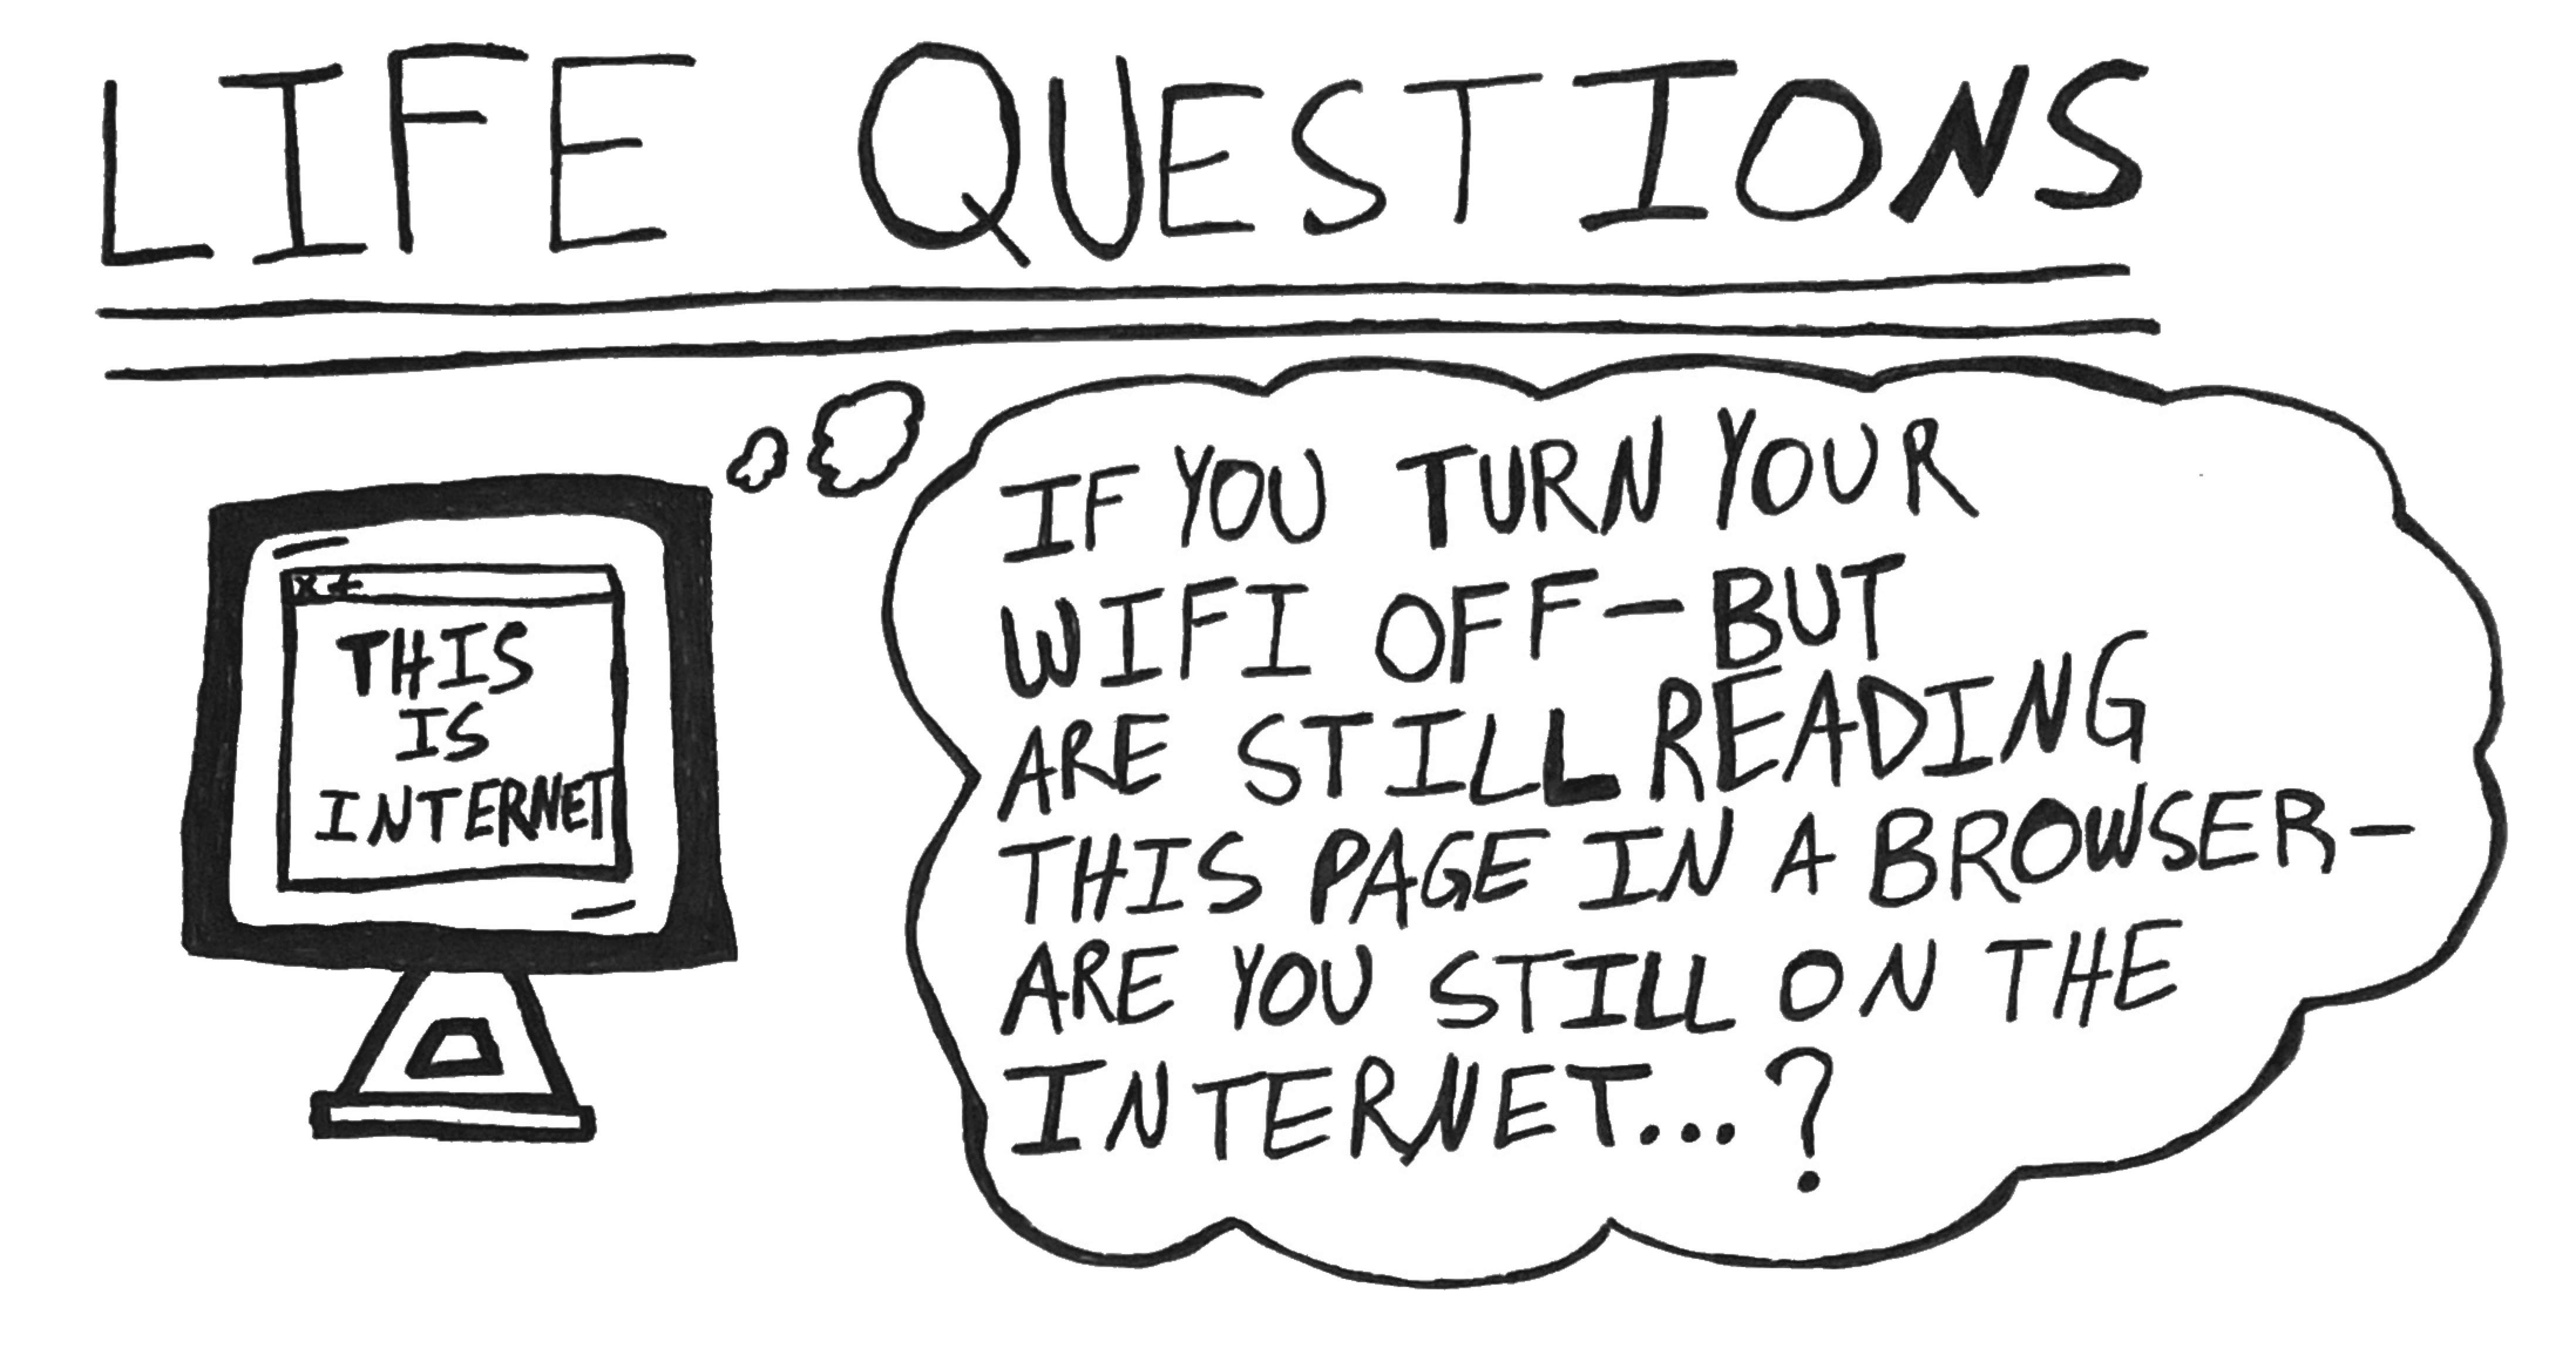 LIFE QUESTIONS
x +
THIS
IS
INTERNET
IF YOU TURN YOUR
WIFI OFF - BUT
ARE STILL READING
THIS PAGE IN A BROWSER -
ARE YOU STILL ON THE
INTERNET...?